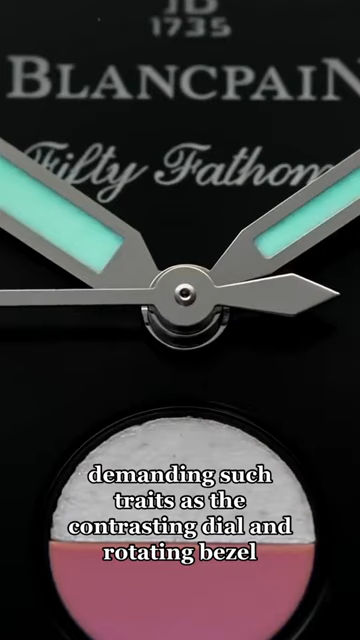 JB
1735
BLANCPAIN
Fifty Fathom
demanding such
traits as the
contrasting dial and
rotating bezel